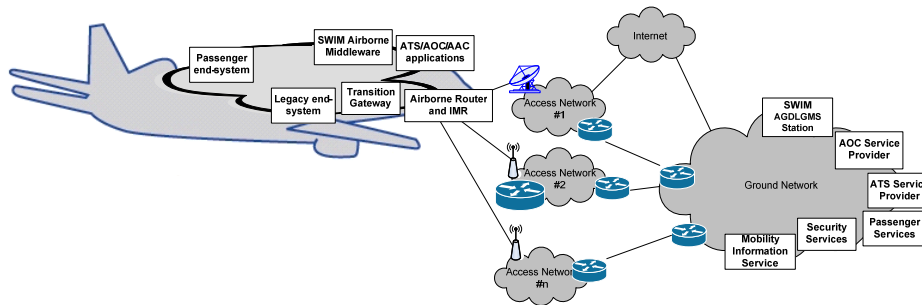 Passenger
end-system
SWIM Airborne
Middleware
ATS/AOC/AAC
applications
Legacy end-
system
Transition
Gateway
Airborne Router
and IMR
Internet
Access Network
#1
Access Network
#2
Access Network
#n
Ground Network
SWIM
AGDLGMS
Station
AOC Service
Provider
ATS Service
Provider
Passenger
Services
Security
Services
Mobility
Information
Service